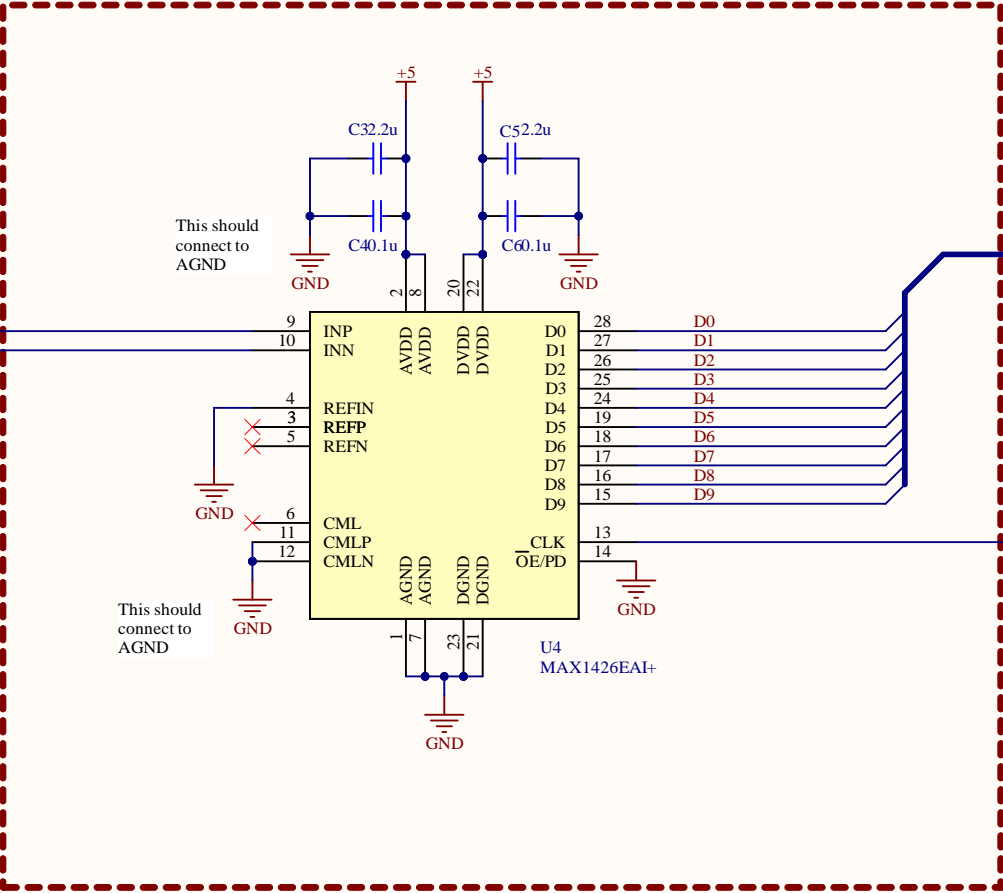 +5
+5
C32.2u
C52.2u
C40.1u
C60.1u
This should
connect to
AGND
GND
GND
2
8
20
22
AVDD
AVDD
DVDD
DVDD
9
INP
10
INN
4
REFIN
3
REFP
5
REFN
GND
6
CML
11
CMLP
12
CMLN
D0
28
D0
D1
27
D1
D2
26
D2
D3
25
D3
D4
24
D4
D5
19
D5
D6
18
D6
D7
17
D7
D8
16
D8
D9
15
D9
CLK
13
OE/PD
14
GND
This should
connect to
AGND
GND
AGND
AGND
DGND
DGND
1
7
23
21
U4
MAX1426EAI+
GND